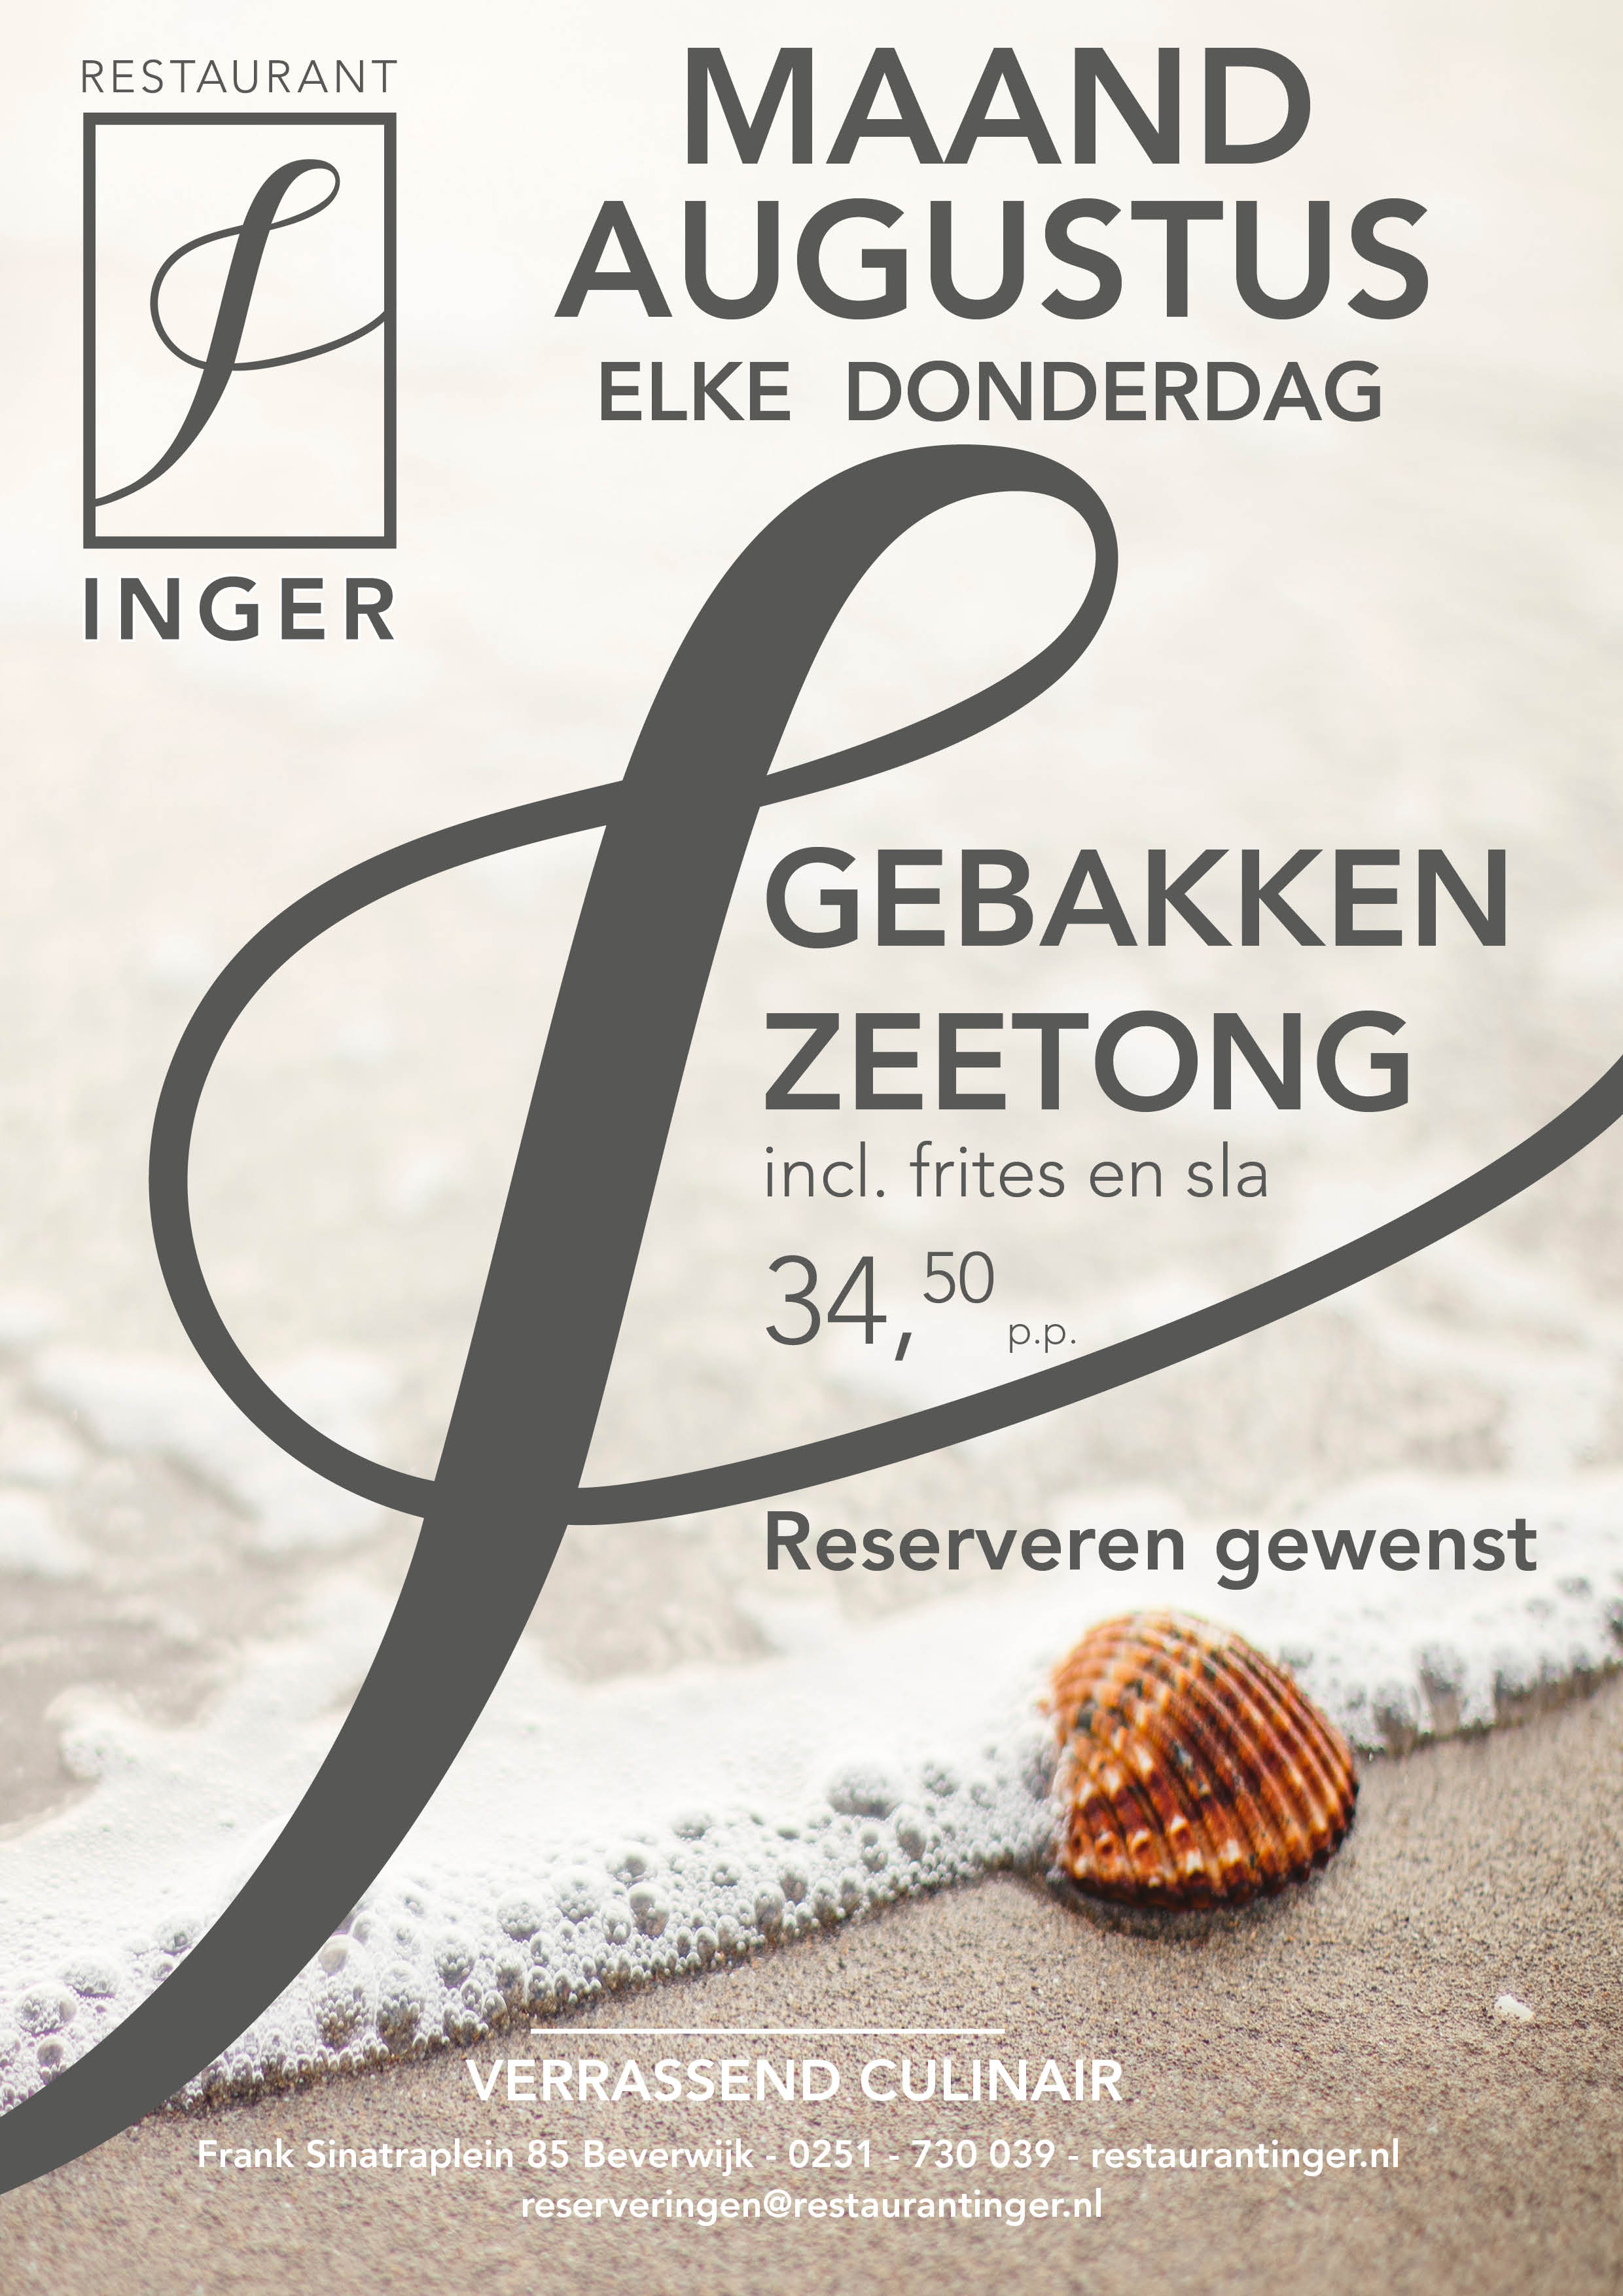 RESTAURANT
INGER
MAAND
AUGUSTUS
ELKE DONDERDAG
GEBAKKEN
ZEETONG
incl. frites en sla
34,50 p.p.
Reserveren gewenst
VERRASSEND CULINAIR
Frank Sinatraplein 85 Beverwijk - 0251 - 730 039 - restaurantinger.nl
reserveringen@restaurantinger.nl